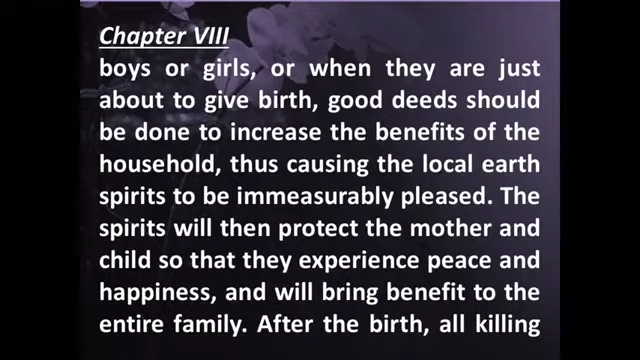 Chapter VIII
boys or girls, or when they are just
about to give birth, good deeds should
be done to increase the benefits of the
household, thus causing the local earth
spirits to be immeasurably pleased. The
spirits will then protect the mother and
child so that they experience peace and
happiness, and will bring benefit to the
entire family. After the birth, all killing